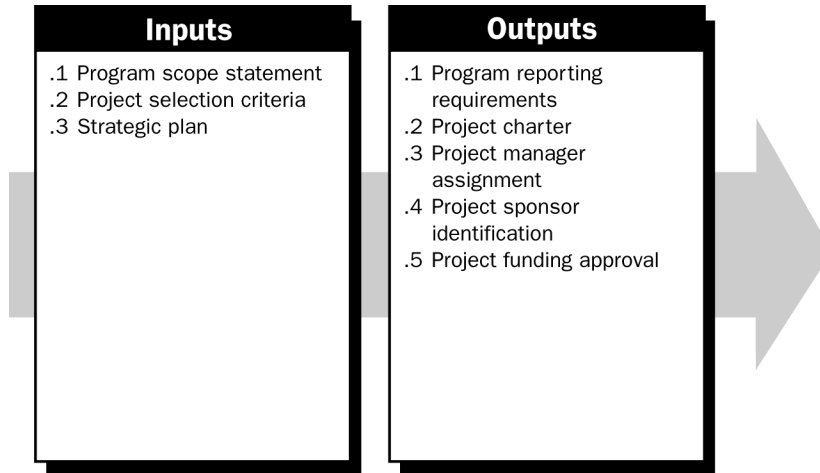 Inputs
.1 Program scope statement
.2 Project selection criteria
.3 Strategic plan
Outputs
.1 Program reporting
requirements
.2 Project charter
.3 Project manager
assignment
.4 Project sponsor
identification
.5 Project funding approval